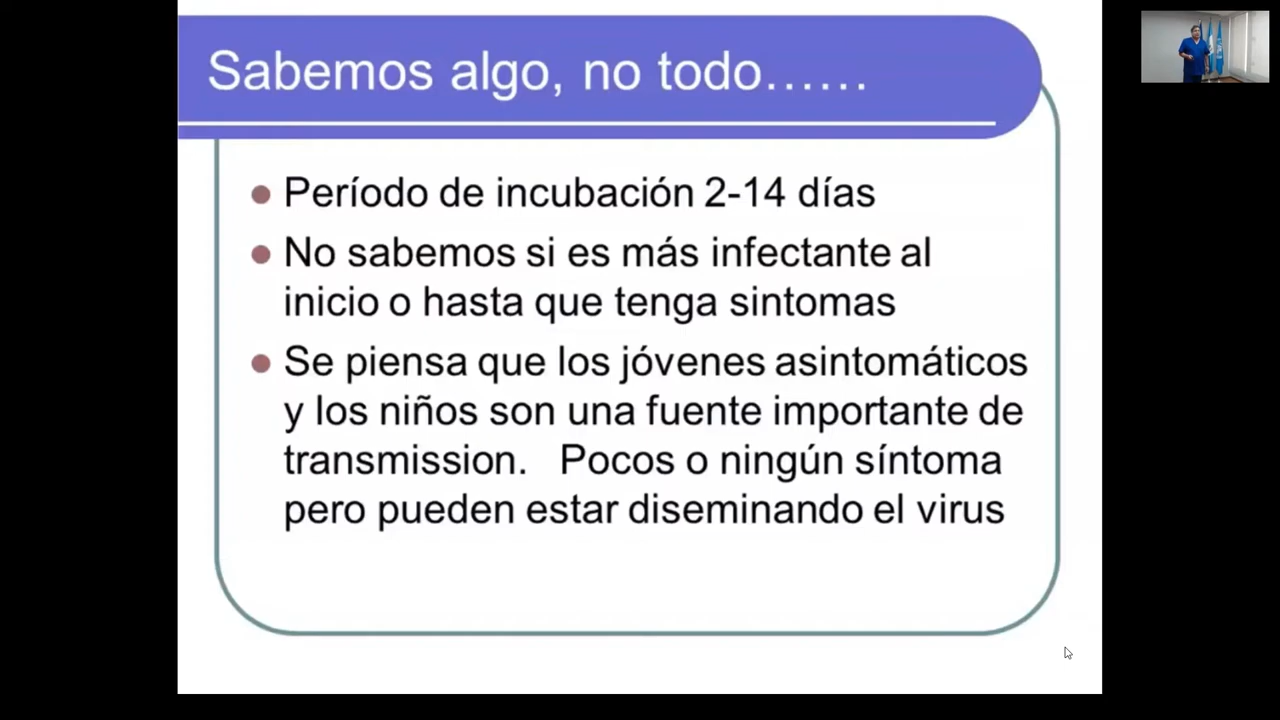 Sabemos algo, no todo......
Período de incubación 2-14 días
No sabemos si es más infectante al
inicio o hasta que tenga sintomas
Se piensa que los jóvenes asintomáticos
y los niños son una fuente importante de
transmission. Pocos o ningún síntoma
pero pueden estar diseminando el virus